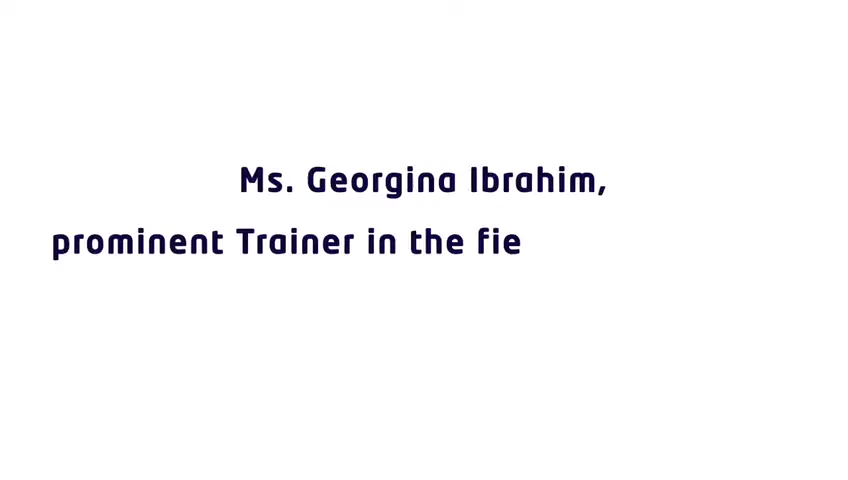 Ms. Georgina Ibrahim,
prominent Trainer in the fie